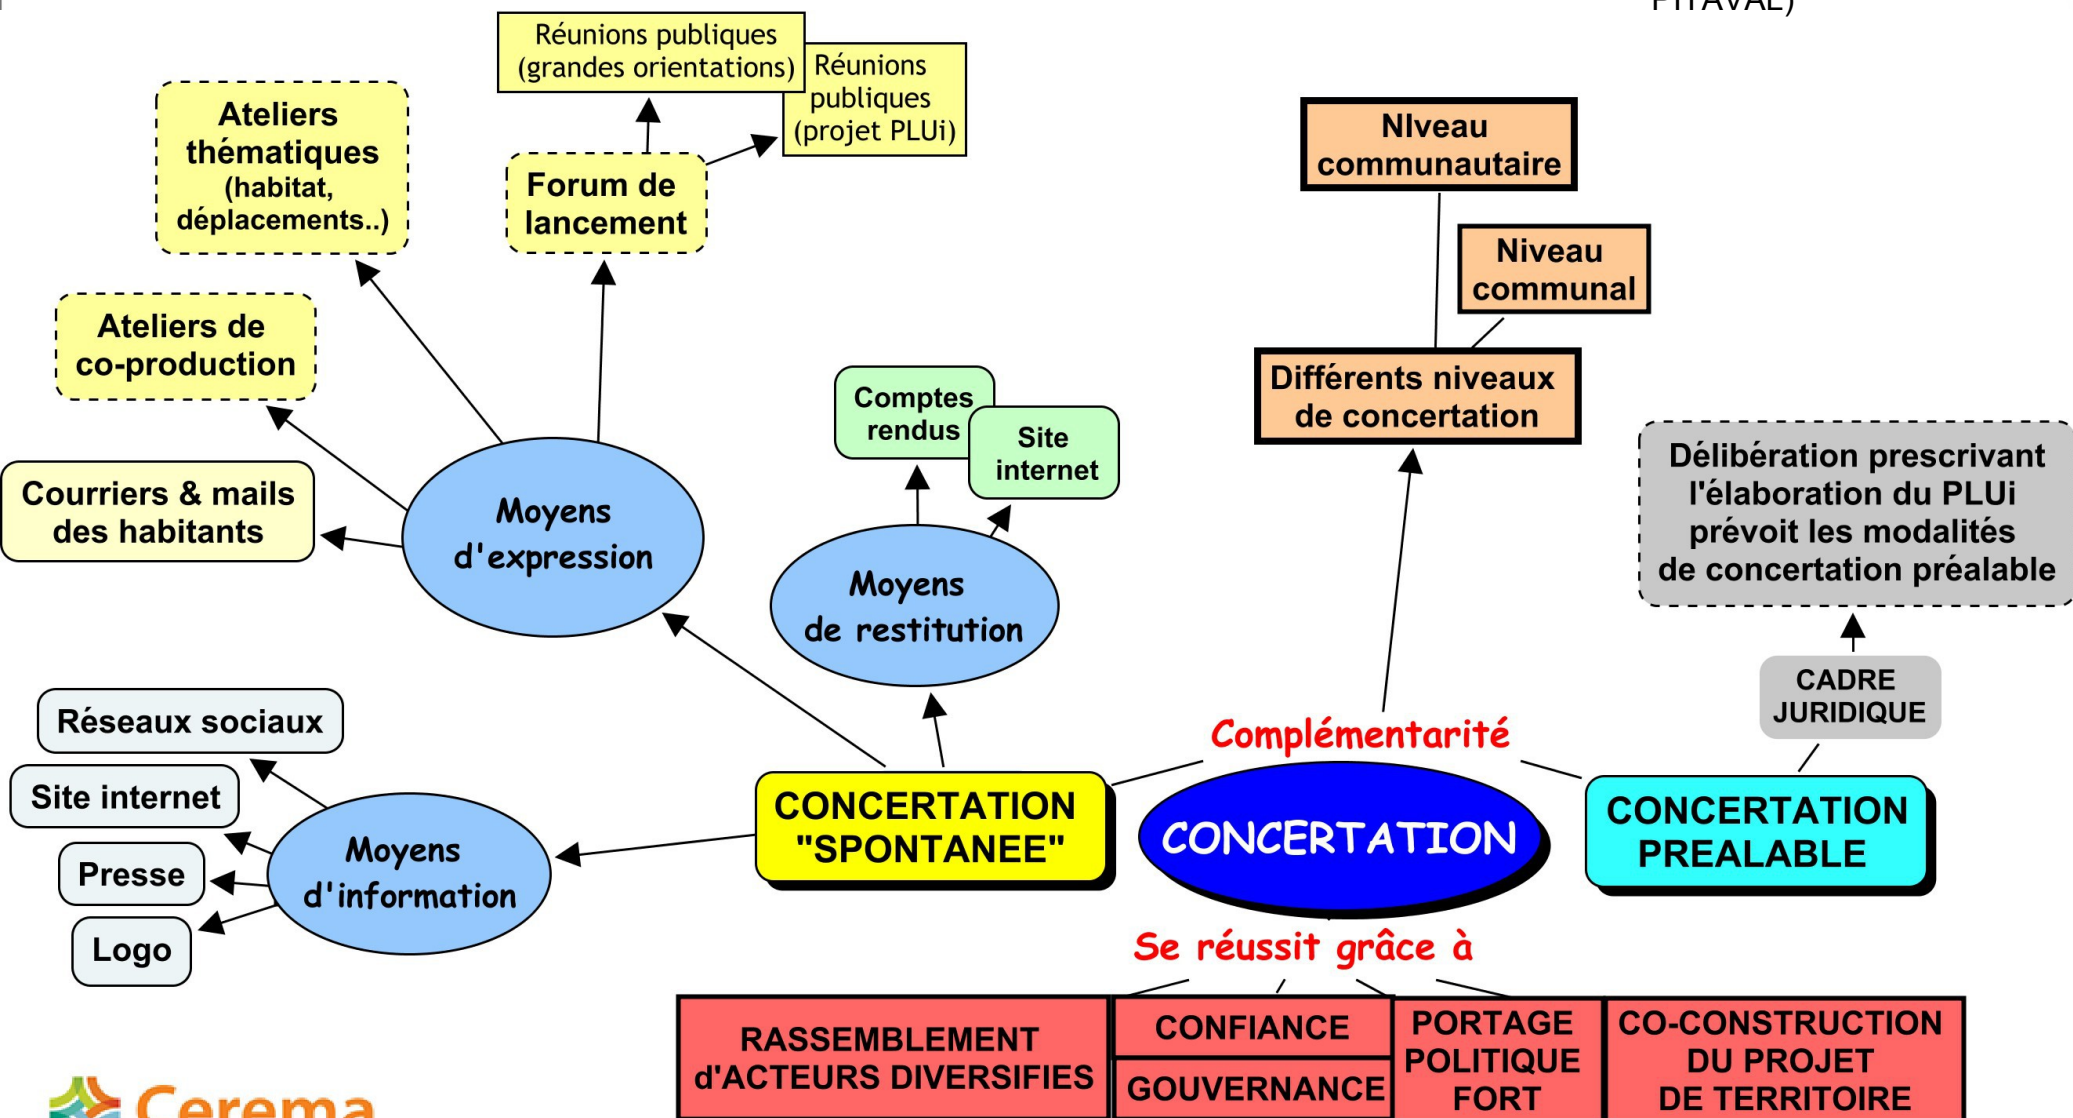 PITAVAL)
Réunions publiques
(grandes orientations)
Réunions
publiques
(projet PLUi)
Ateliers
thématiques
(habitat,
déplacements..)
Forum de
lancement
NIveau
communautaire
Niveau
communal
Ateliers de
co-production
Différents niveaux
de concertation
Comptes
rendus
Site
internet
Délibération prescrivant
l'élaboration du PLUi
prévoit les modalités
de concertation préalable
Courriers & mails
des habitants
Moyens
d'expression
Moyens
de restitution
CADRE
JURIDIQUE
Réseaux sociaux
Site internet
Presse
Logo
Moyens
d'information
Complémentarité
CONCERTATION
"SPONTANEE"
CONCERTATION
CONCERTATION
PREALABLE
Se réussit grâce à
RASSEMBLEMENT
d'ACTEURS DIVERSIFIES
CONFIANCE
GOUVERNANCE
PORTAGE
POLITIQUE
FORT
CO-CONSTRUCTION
DU PROJET
DE TERRITOIRE
Cerema